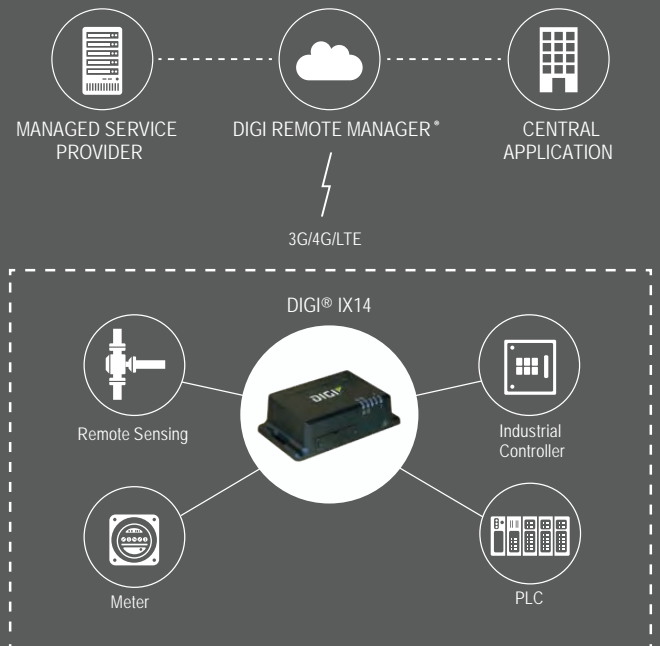 MANAGED SERVICE
PROVIDER
DIGI REMOTE MANAGER®
CENTRAL
APPLICATION
3G/4G/LTE
DIGI® IX14
DIGI
Remote Sensing
Industrial
Controller
Meter
PLC